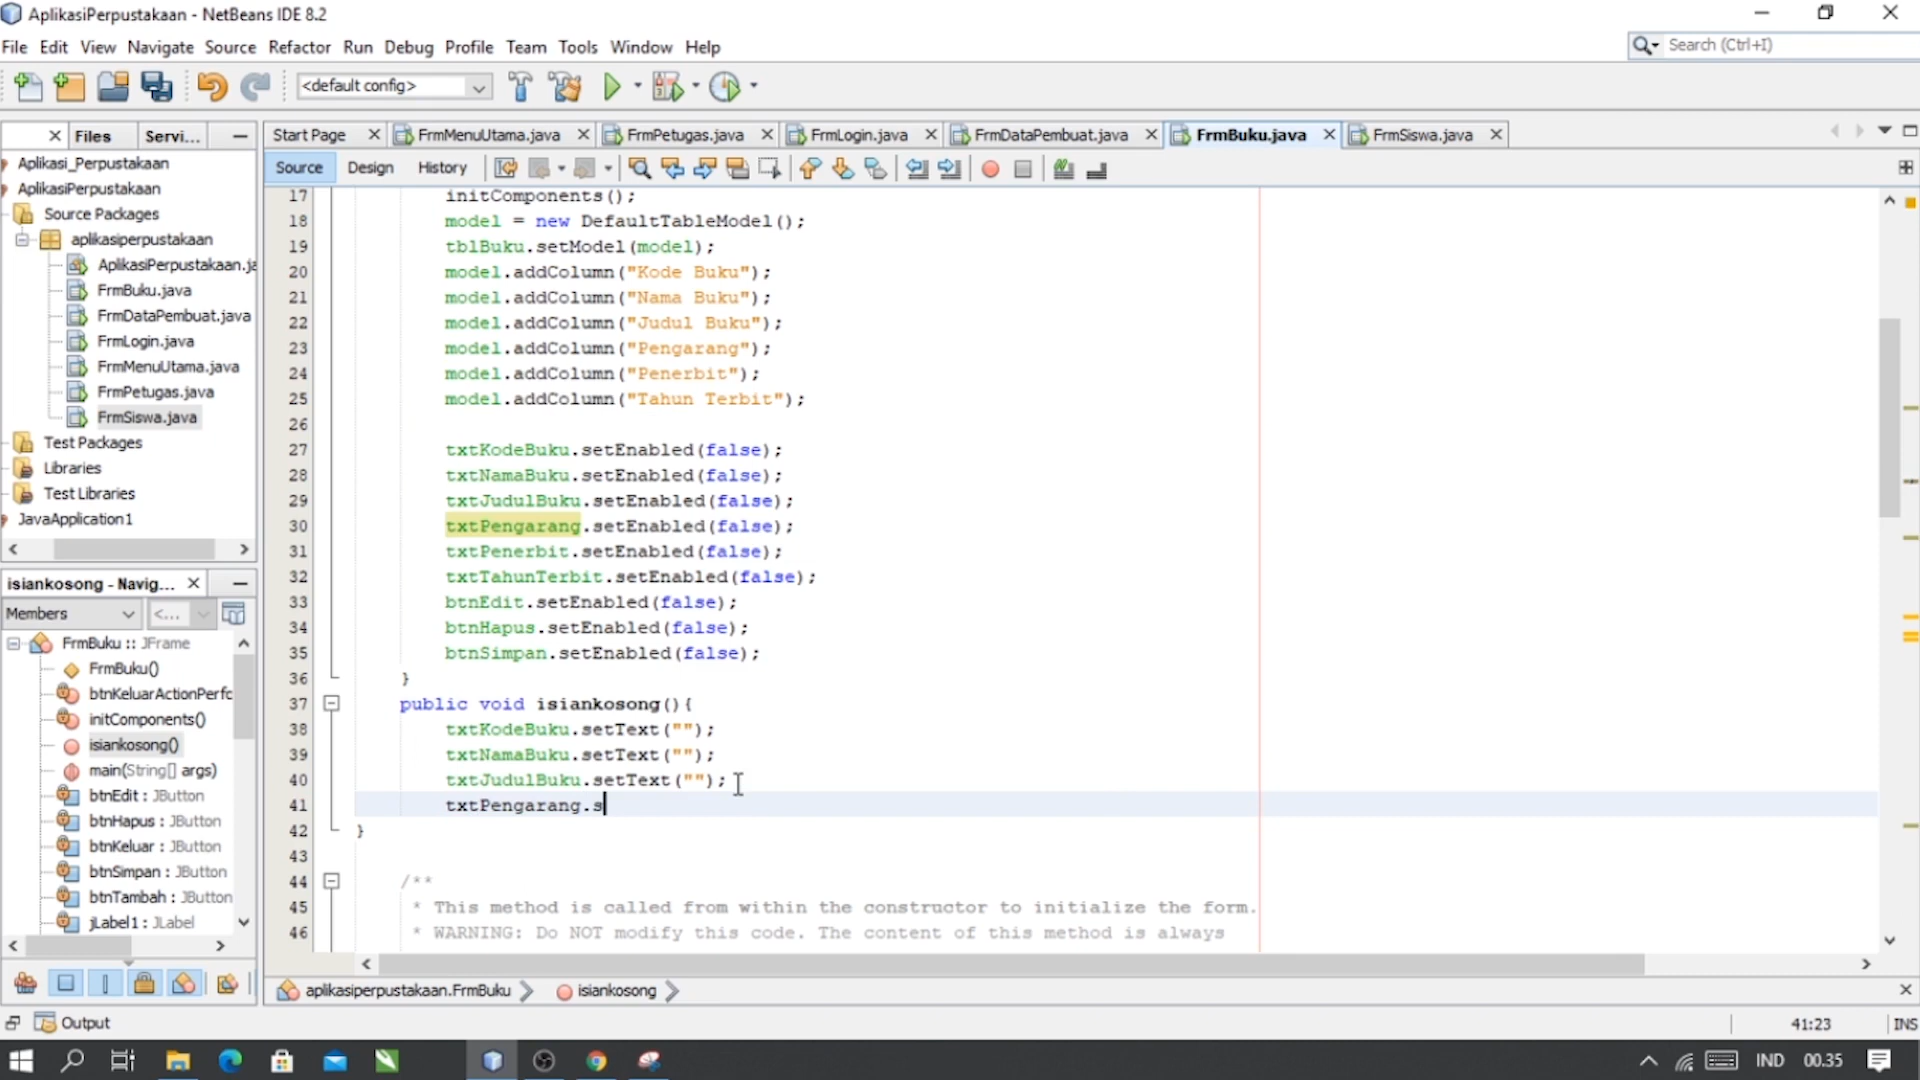 AplikasiPerpustakaan - NetBeans IDE 8.2
File Edit View Navigate Source Refactor Run Debug Profile Team Tools Window Help
Search (Ctrl+I)
<default config>
Files Servi...
Start Page FrmMenuUtama.java FrmPetugas.java FrmLogin.java FrmDataPembuat.java FrmBuku.java FrmSiswa.java
Source Design History
Aplikasi_Perpustakaan
AplikasiPerpustakaan
Source Packages
aplikasiperpustakaan
AplikasiPerpustakaan.ja
FrmBuku.java
FrmDataPembuat.java
FrmLogin.java
FrmMenuUtama.java
FrmPetugas.java
FrmSiswa.java
Test Packages
Libraries
Test Libraries
JavaApplication1
isiankosong - Navig...
Members <...
FrmBuku :: JFrame
FrmBuku()
btnKeluarActionPerfc
initComponents()
isiankosong()
main(String[] args)
btnEdit : JButton
btnHapus : JButton
btnKeluar : JButton
btnSimpan : JButton
btnTambah : JButton
jLabel1 : JLabel
17 initComponents();
18 model = new DefaultTableModel();
19 tblBuku.setModel(model);
20 model.addColumn("Kode Buku");
21 model.addColumn("Nama Buku");
22 model.addColumn("Judul Buku");
23 model.addColumn("Pengarang");
24 model.addColumn("Penerbit");
25 model.addColumn("Tahun Terbit");
26
27 txtKodeBuku.setEnabled(false);
28 txtNamaBuku.setEnabled(false);
29 txtJudulBuku.setEnabled(false);
30 txtPengarang.setEnabled(false);
31 txtPenerbit.setEnabled(false);
32 txtTahunTerbit.setEnabled(false);
33 btnEdit.setEnabled(false);
34 btnHapus.setEnabled(false);
35 btnSimpan.setEnabled(false);
36 }
37 public void isiankosong(){
38 txtKodeBuku.setText("");
39 txtNamaBuku.setText("");
40 txtJudulBuku.setText("");
41 txtPengarang.s
42 }
43
44 /**
45 * This method is called from within the constructor to initialize the form.
46 * WARNING: Do NOT modify this code. The content of this method is always
aplikasiperpustakaan.FrmBuku isiankosong
Output
41:23 INS
IND 00.35